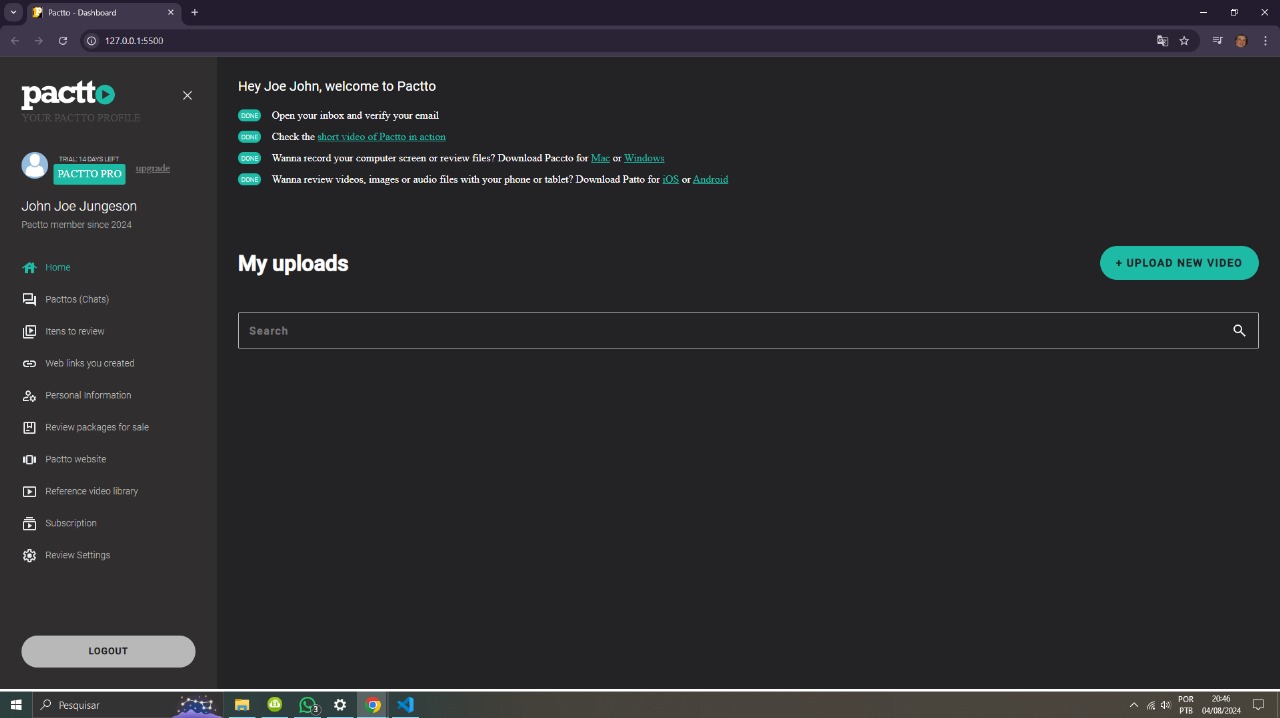 Pactto - Dashboard
127.0.0.1:5500
pactto
YOUR PACTTO PROFILE
TRIAL: 14 DAYS LEFT
PACTTO PRO
upgrade
John Joe Jungeson
Pactto member since 2024
Home
Pacttos (Chats)
Itens to review
Web links you created
Personal Information
Review packages for sale
Pactto website
Reference video library
Subscription
Review Settings
LOGOUT
Hey Joe John, welcome to Pactto
DONE Open your inbox and verify your email
DONE Check the short video of Pactto in action
DONE Wanna record your computer screen or review files? Download Paccto for Mac or Windows
DONE Wanna review videos, images or audio files with your phone or tablet? Download Patto for iOS or Android
My uploads
+ UPLOAD NEW VIDEO
Search
Pesquisar
3
POR
PTB
20:46
04/08/2024